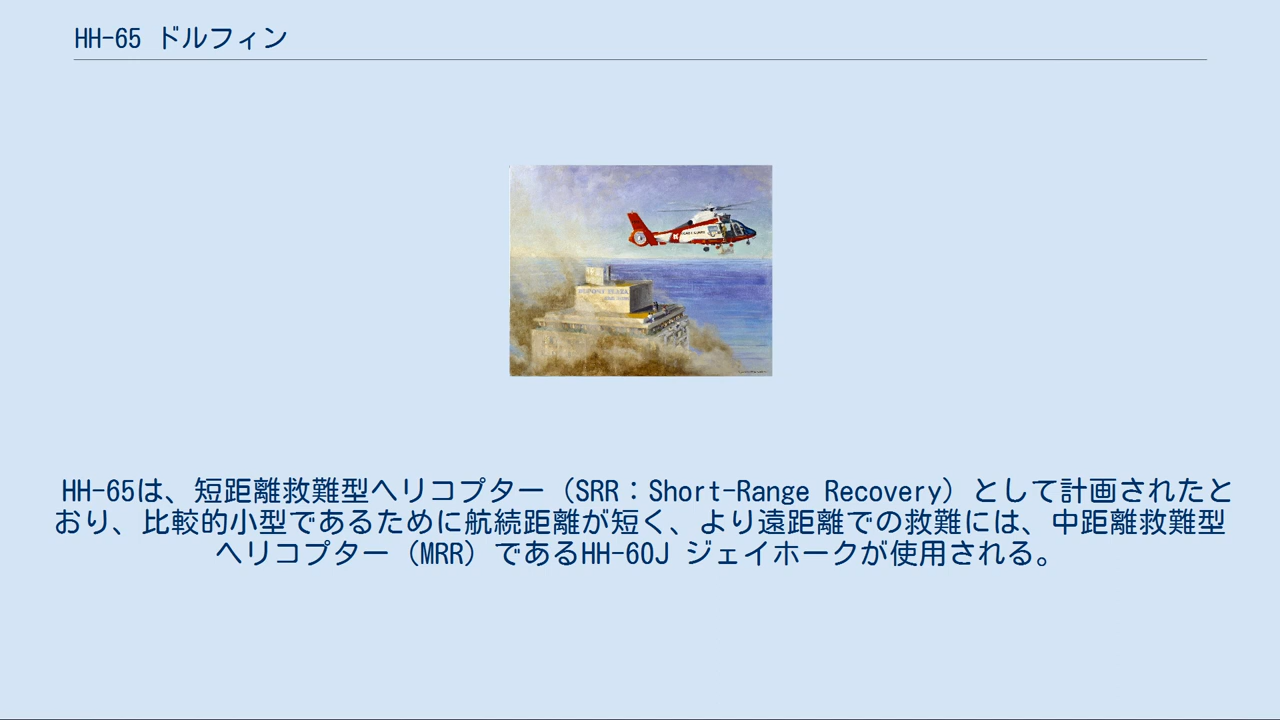 HH-65 ドルフィン
HH-65は、短距離救難型ヘリコプター（SRR：Short-Range Recovery）として計画されたと
おり、比較的小型であるために航続距離が短く、より遠距離での救難には、中距離救難型
ヘリコプター（MRR）であるHH-60J ジェイホークが使用される。